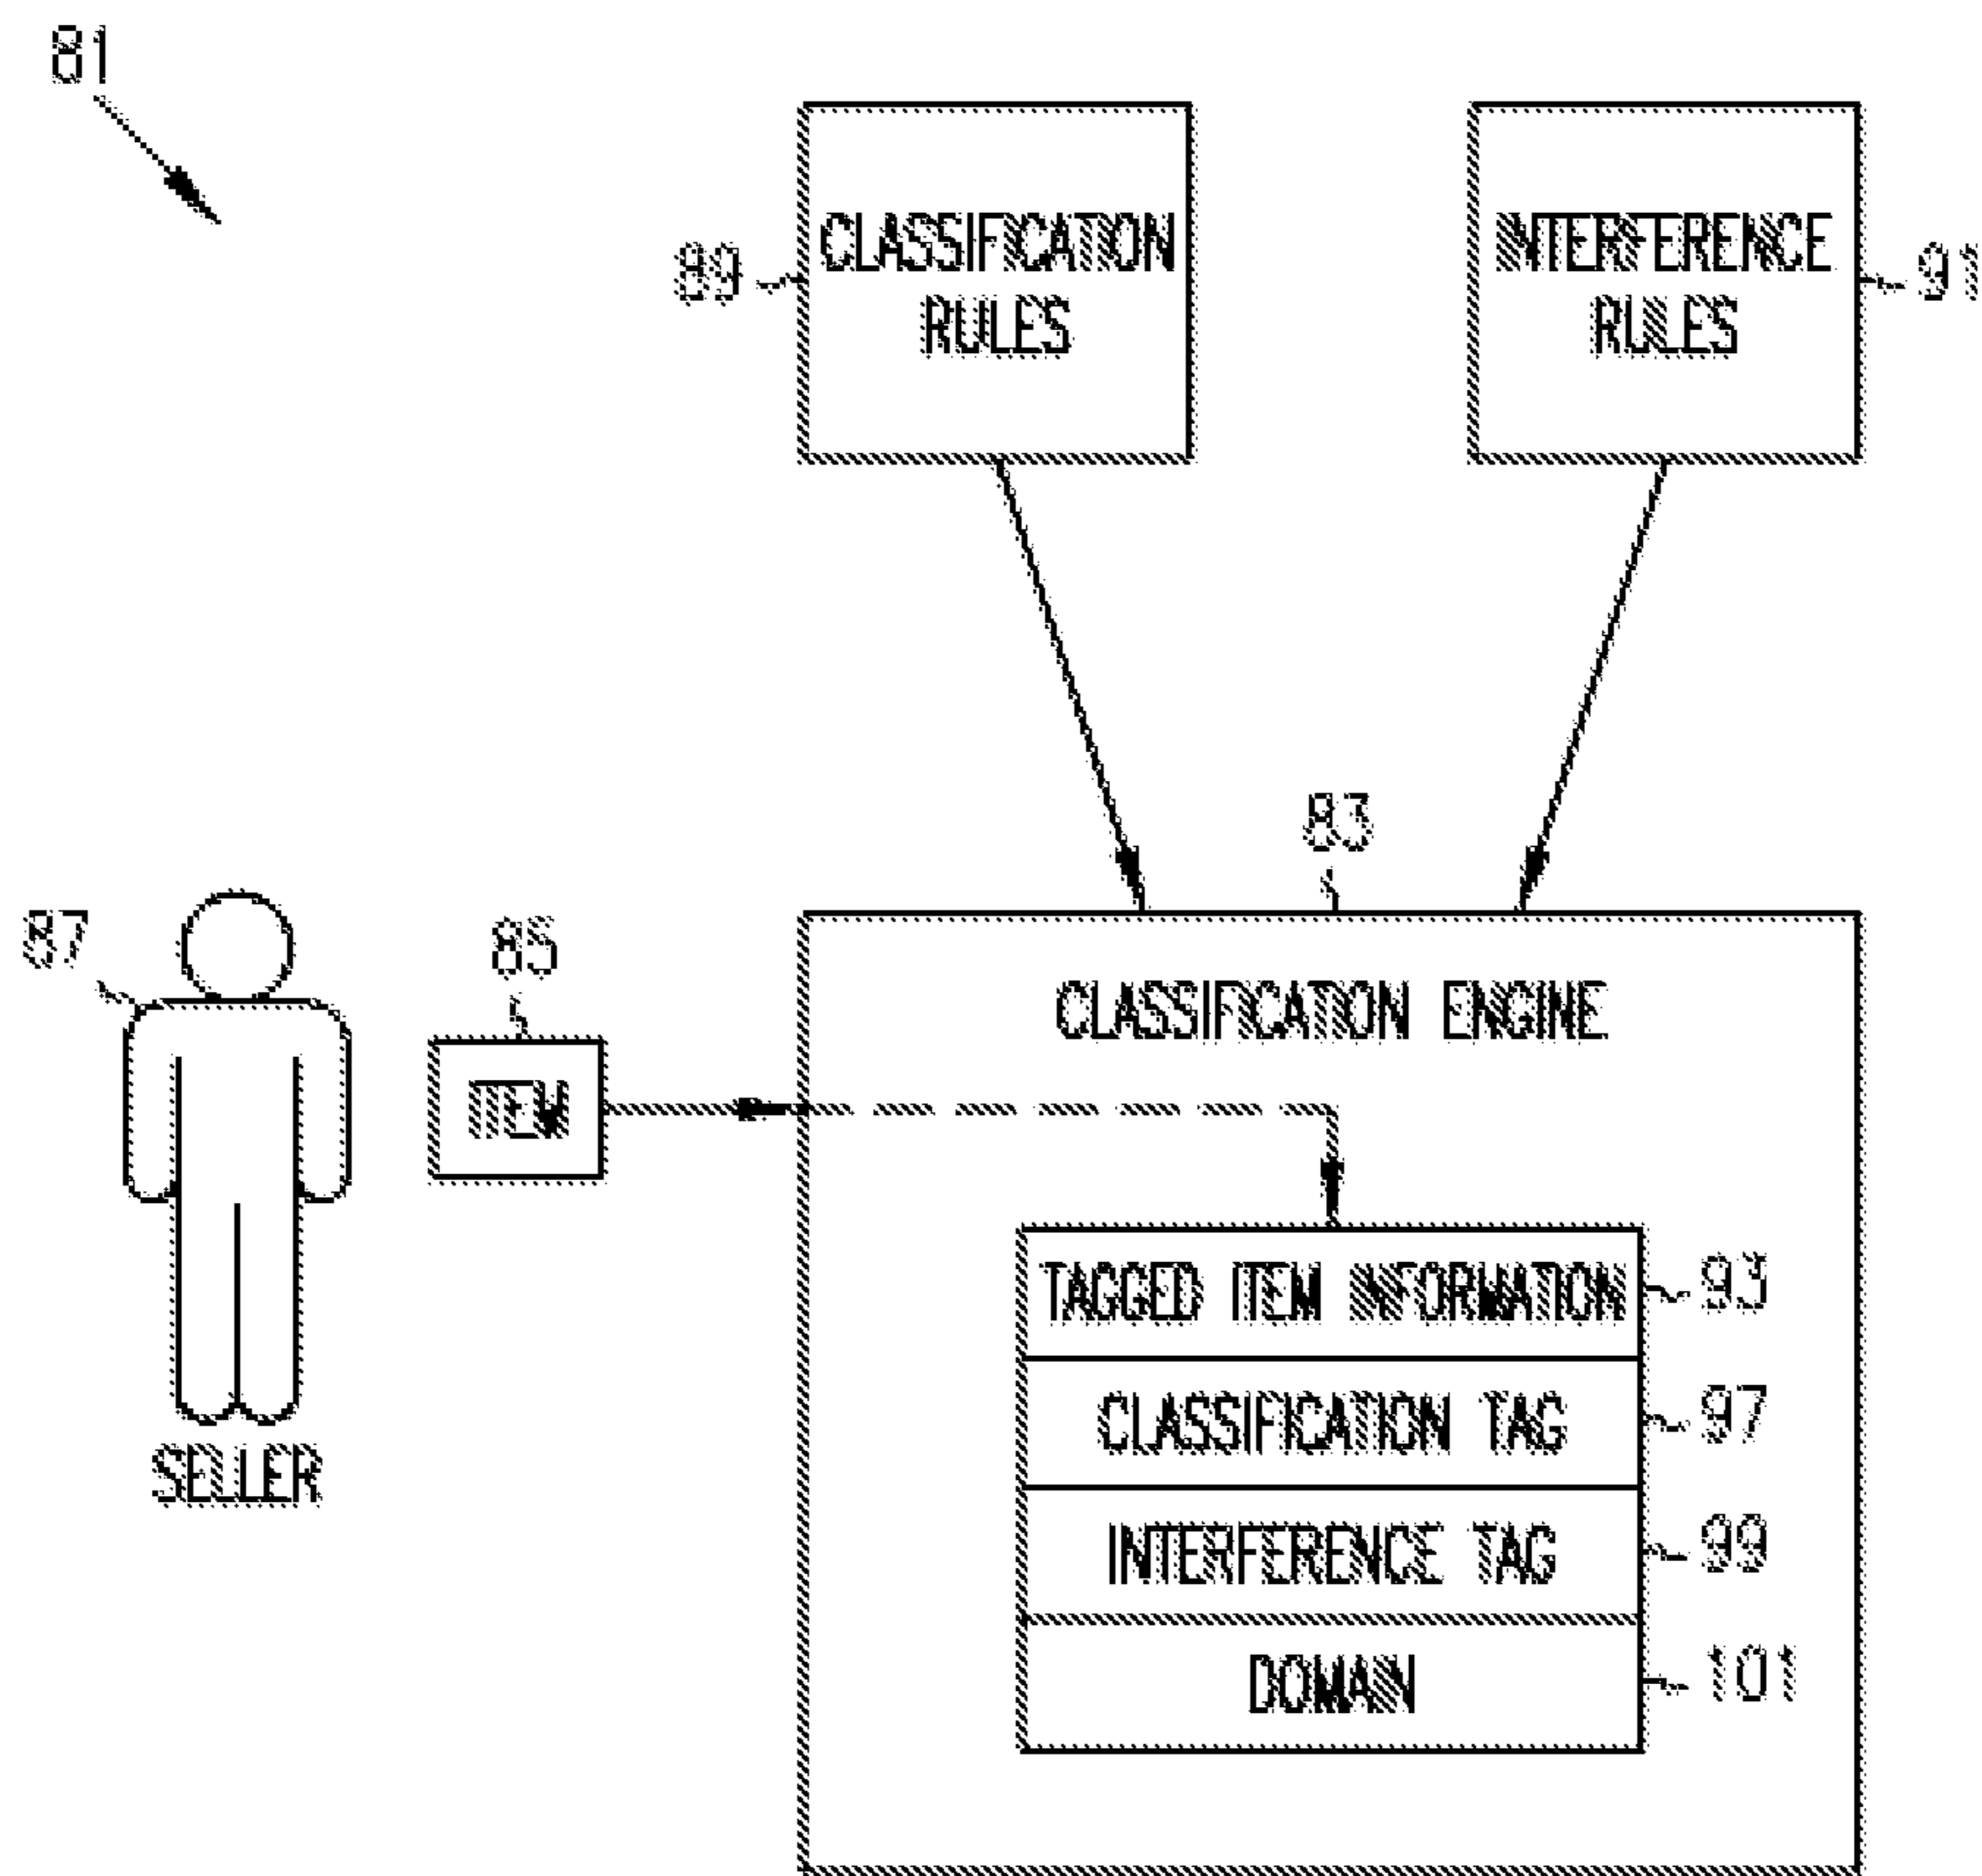 81
CLASSIFICATION
RULES
89
INTERFERENCE
RULES
91
83
87
85
CLASSIFICATION ENGINE
ITEM
TAGGED ITEM INFORMATION
93
CLASSIFICATION TAG
97
SELLER
INTERFERENCE TAG
99
DOMAIN
101